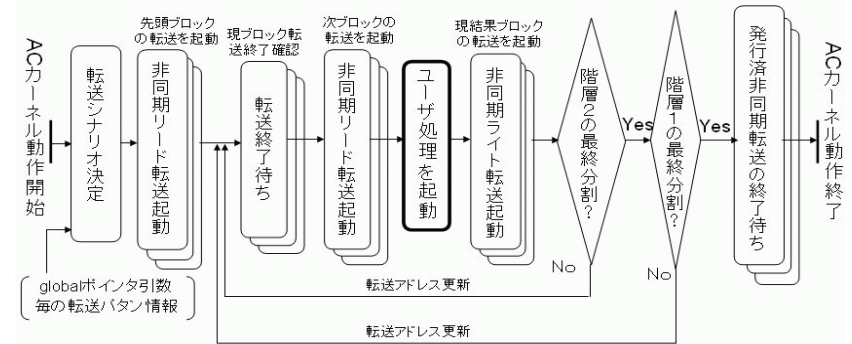 ACカーネル動作開始
転送シナリオ決定
先頭ブロック
の転送を起動
非同期リード転送起動
現ブロック転
送終了確認
転送終了待ち
次ブロックの
転送を起動
非同期リード転送起動
ユーザ処理を起動
現結果ブロック
の転送を起動
非同期ライト転送起動
階層2の最終分割?
Yes
階層1の最終分割?
Yes
発行済非同期転送の終了待ち
ACカーネル動作終了
No
No
globalポインタ引数
毎の転送パタン情報
転送アドレス更新
転送アドレス更新